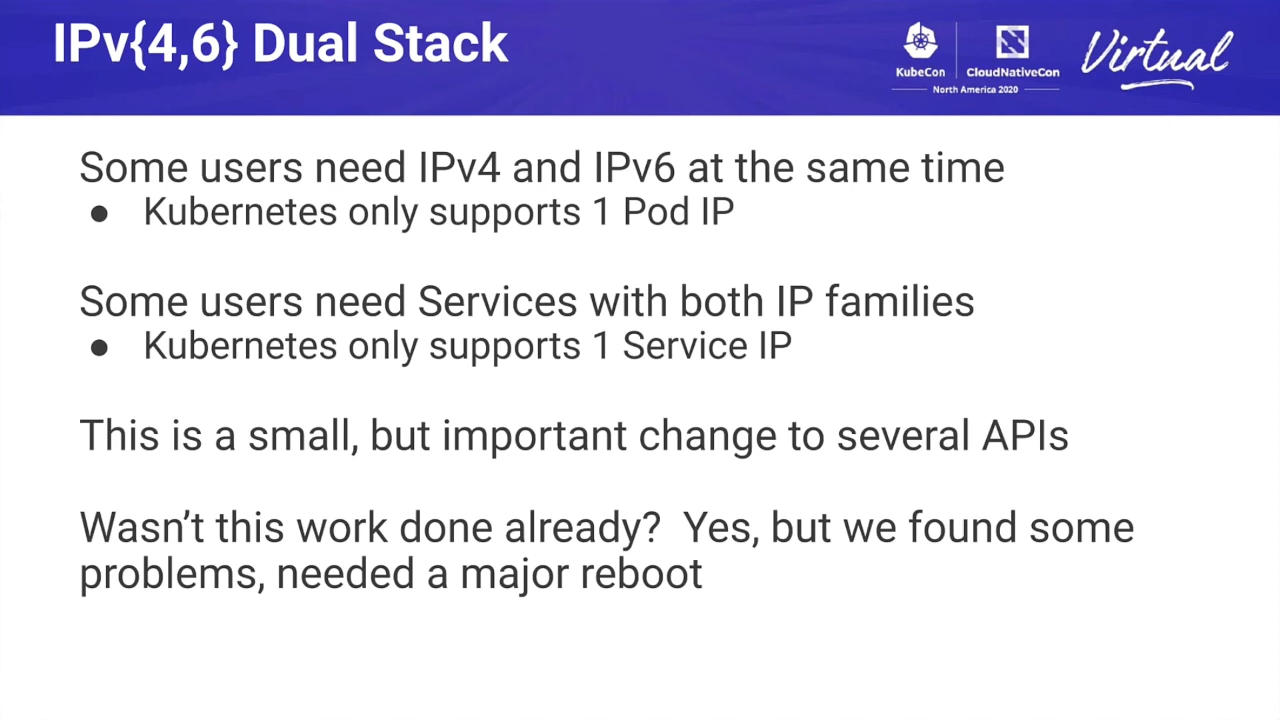 IPv{4,6} Dual Stack
KubeCon
CloudNativeCon
North America 2020
Virtual
Some users need IPv4 and IPv6 at the same time
● Kubernetes only supports 1 Pod IP
Some users need Services with both IP families
● Kubernetes only supports 1 Service IP
This is a small, but important change to several APIs
Wasn’t this work done already?  Yes, but we found some
problems, needed a major reboot